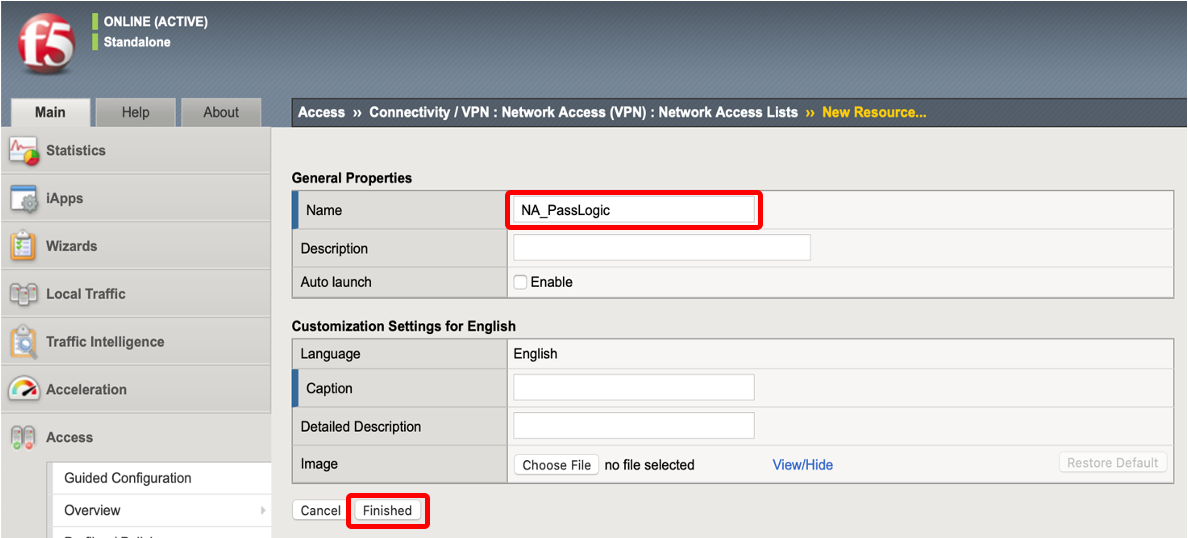 f5
ONLINE (ACTIVE)
Standalone
Main Help About
Access ›› Connectivity / VPN : Network Access (VPN) : Network Access Lists ›› New Resource...
Statistics
iApps
Wizards
Local Traffic
Traffic Intelligence
Acceleration
Access
Guided Configuration
Overview
General Properties
Name NA_PassLogic
Description
Auto launch Enable
Customization Settings for English
Language English
Caption
Detailed Description
Image Choose File no file selected View/Hide Restore Default
Cancel Finished